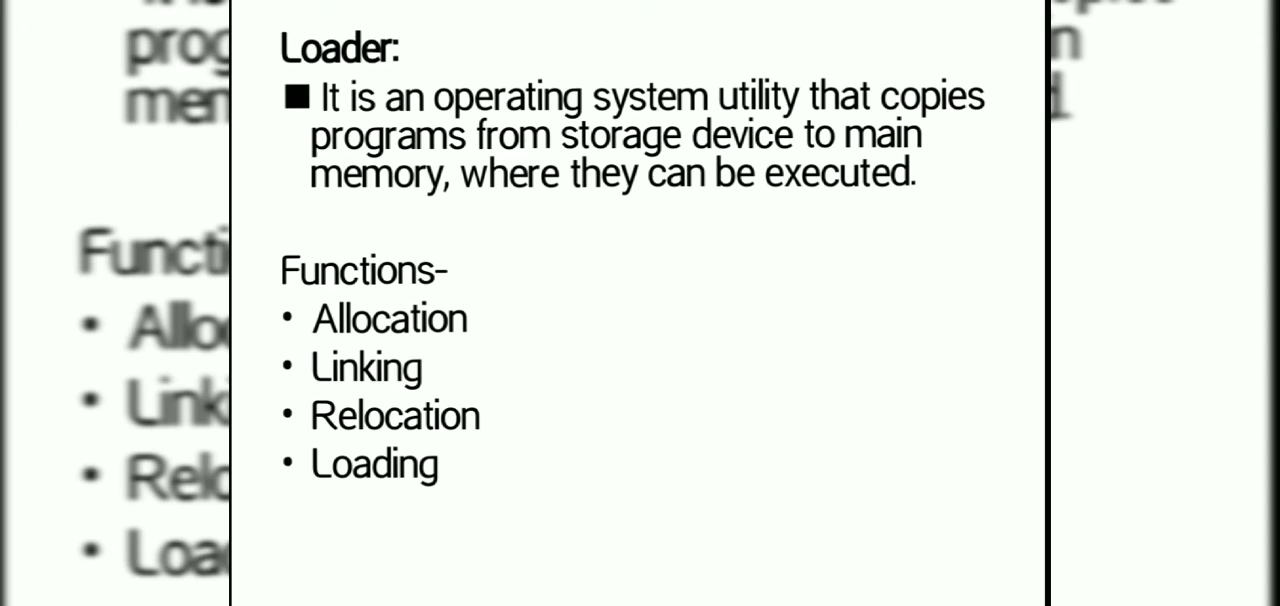 Loader:
■ It is an operating system utility that copies
programs from storage device to main
memory, where they can be executed.
Functions-
• Allocation
• Linking
• Relocation
• Loading